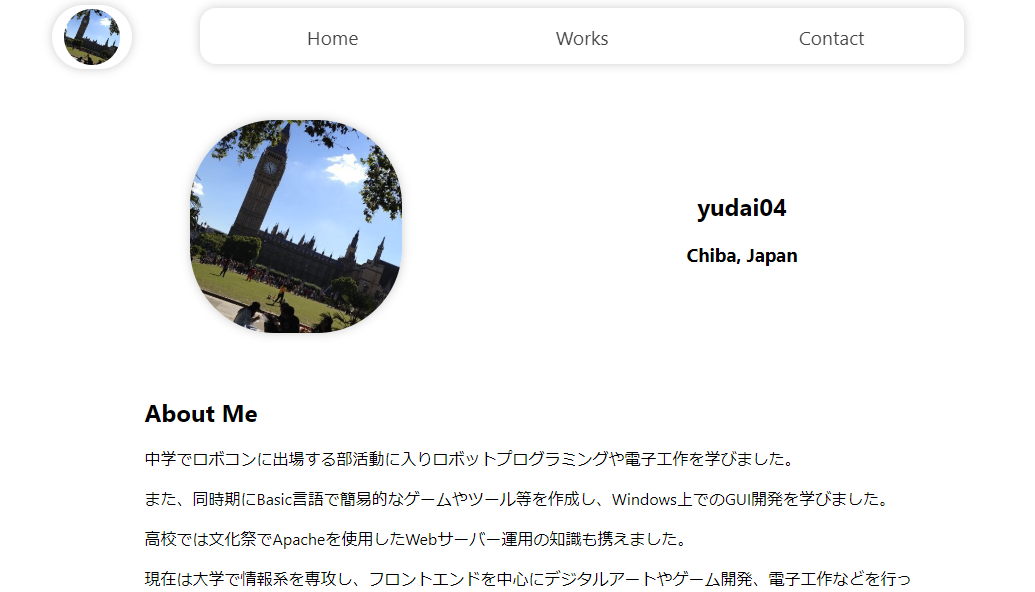 Home Works Contact
yudai04
Chiba, Japan
About Me
中学でロボコンに出場する部活動に入りロボットプログラミングや電子工作を学びました。
また、同時期にBasic言語で簡易的なゲームやツール等を作成し、Windows上でのGUI開発を学びました。
高校では文化祭でApacheを使用したWebサーバー運用の知識も携えました。
現在は大学で情報系を専攻し、フロントエンドを中心にデジタルアートやゲーム開発、電子工作などを行っ